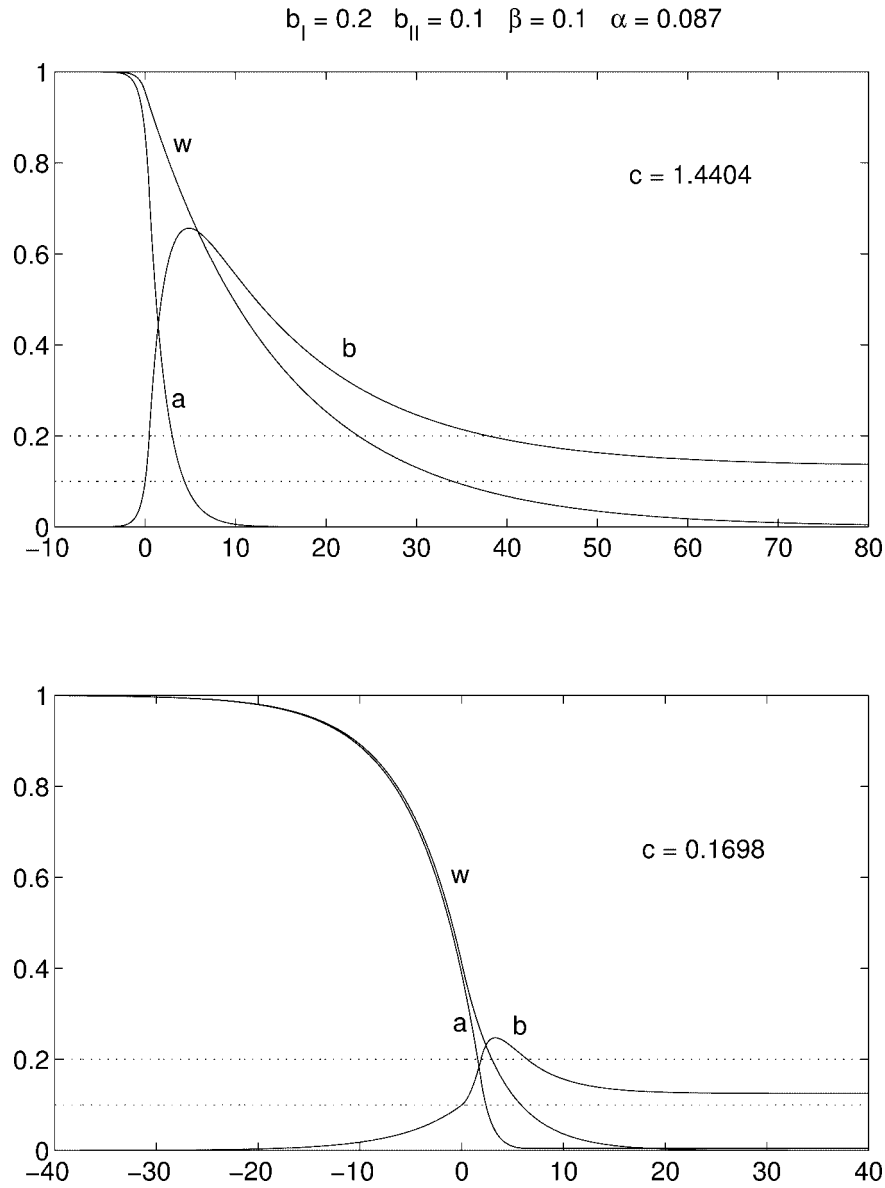 b_I = 0.2 b_II = 0.1 β = 0.1 α = 0.087
1
w
0.8
c = 1.4404
0.6
b
0.4
a
0.2
0
−10 0 10 20 30 40 50 60 70 80
1
0.8
c = 0.1698
w
0.6
0.4
a b
0.2
0
−40 −30 −20 −10 0 10 20 30 40